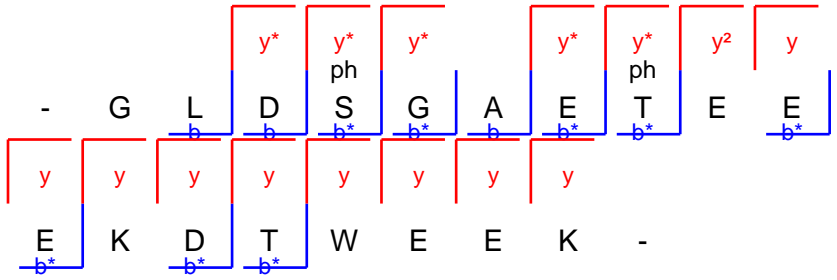 y* y* y* y* y* y² y
ph ph
- G L D S G A E T E E
b b b* b* b b* b* b*
y y y y y y y y
E K D T W E E K -
b* b* b*